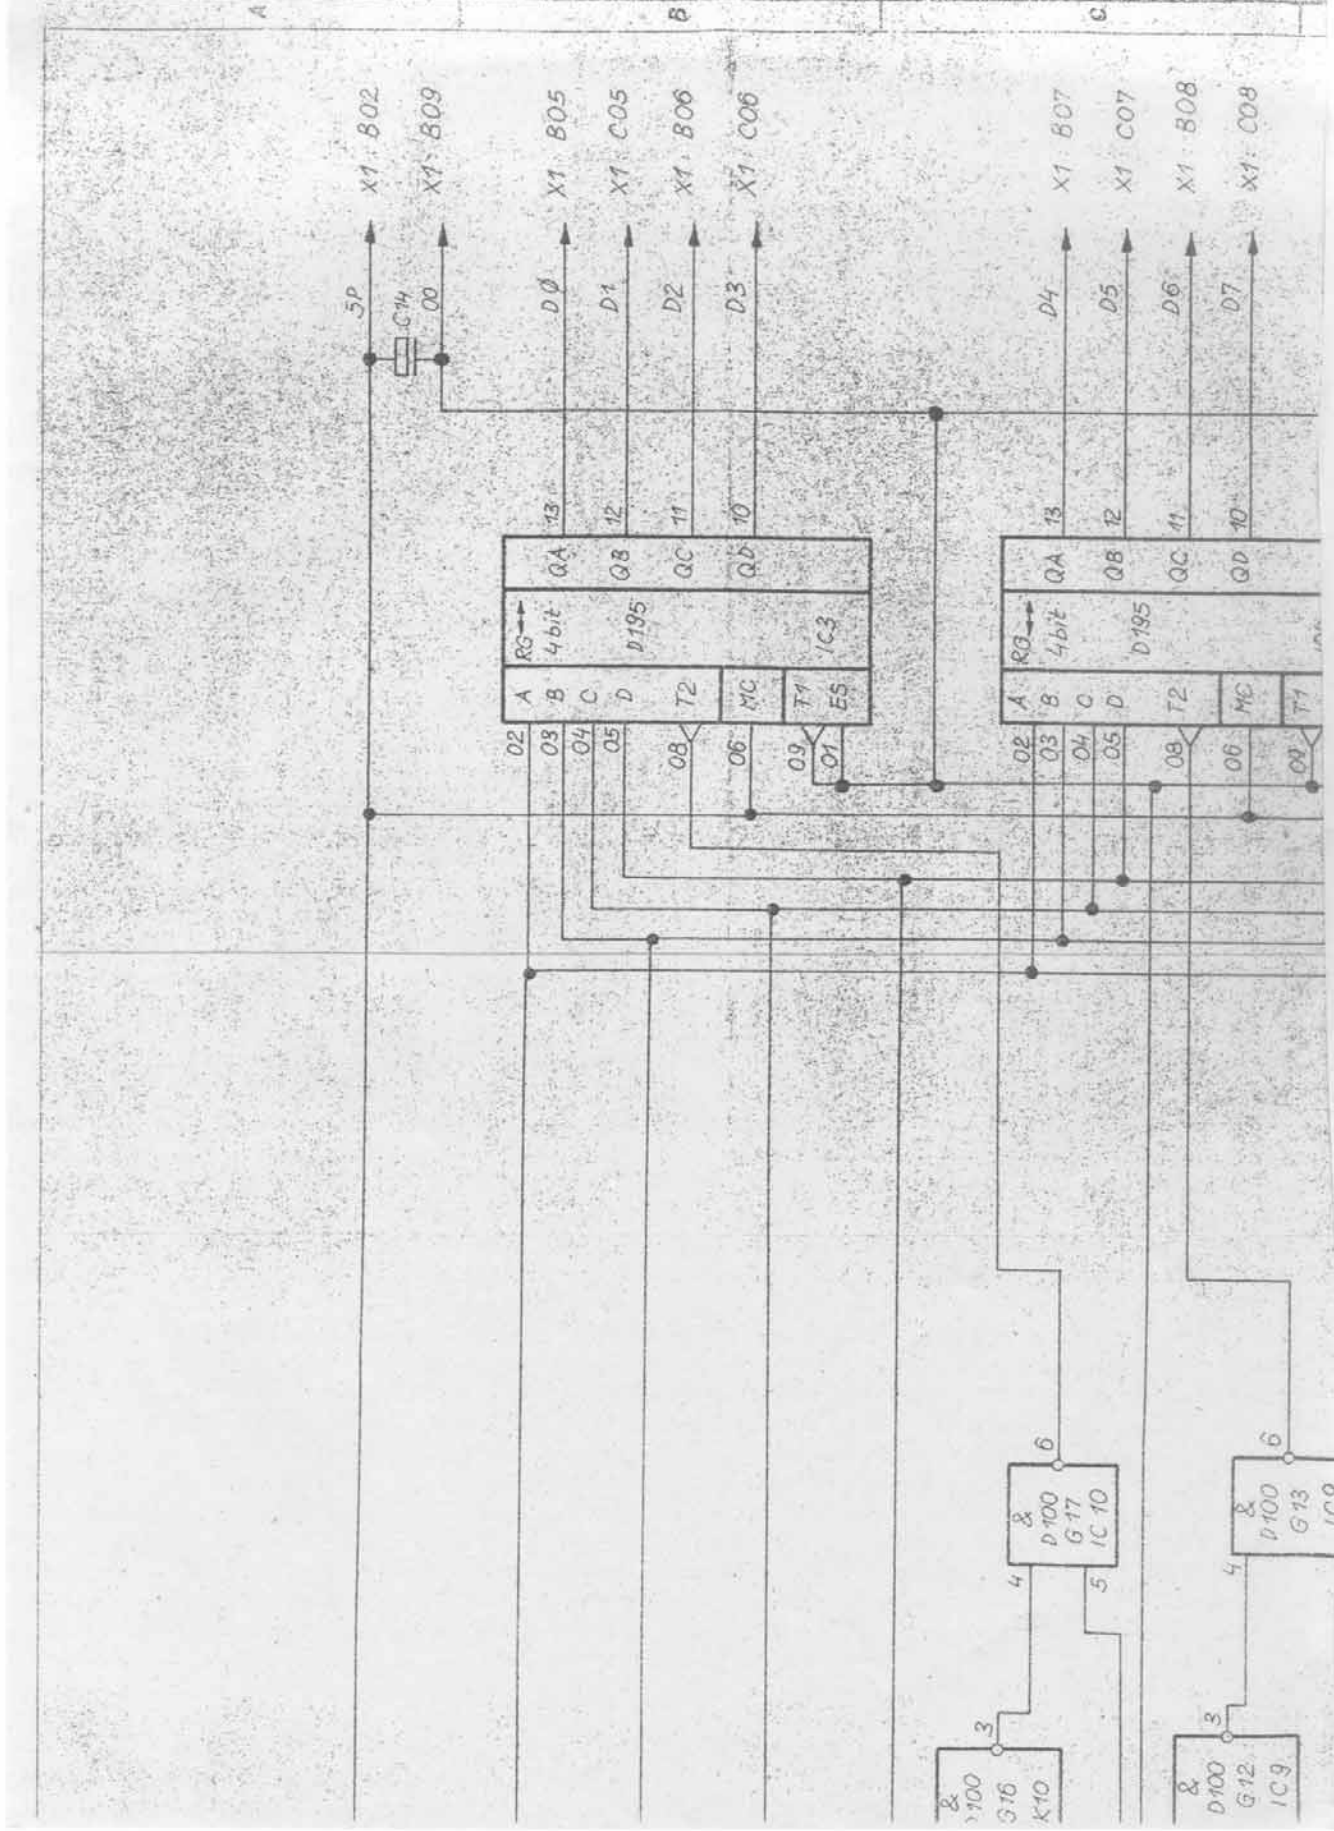 A
B
C
5P
X1: B02
C14
00
X1: B09
DØ
X1: B05
D1
X1: C05
D2
X1: B06
D3
X1: C06
D4
X1: B07
D5
X1: C07
D6
X1: B08
D7
X1: C08
02
A
RG
03
B
4bit
QA
13
04
C
05
D
D195
QB
12
08
T2
QC
11
06
MC
QD
10
09
T1
01
ES
IC3
02
A
RG
QA
13
03
B
4bit
04
C
QB
12
05
D
D195
08
T2
QC
11
06
MC
QD
10
09
T1
4
5
&
D100
G17
IC 10
6
4
&
D100
G13
6
&
G16
K10
3
&
D100
G12
IC9
3